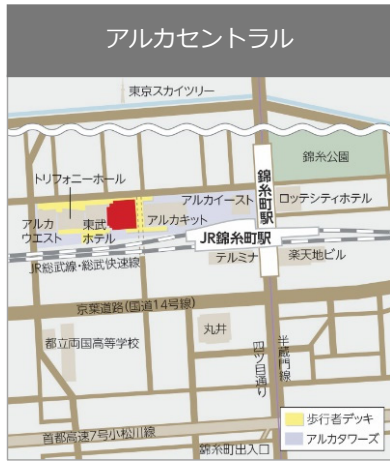 アルカセントラル
東京スカイツリー
錦糸公園
トリフォニーホール
錦糸町駅
アルカイースト
ロッテシティホテル
アルカ
ウエスト
東武
ホテル
アルカキット
JR錦糸町駅
テルミナ
楽天地ビル
JR総武線・総武快速線
京葉道路(国道14号線)
丸井
都立両国高等学校
四ツ目通り
半蔵門線
歩行者デッキ
アルカタワーズ
首都高速7号小松川線
錦糸町出入口